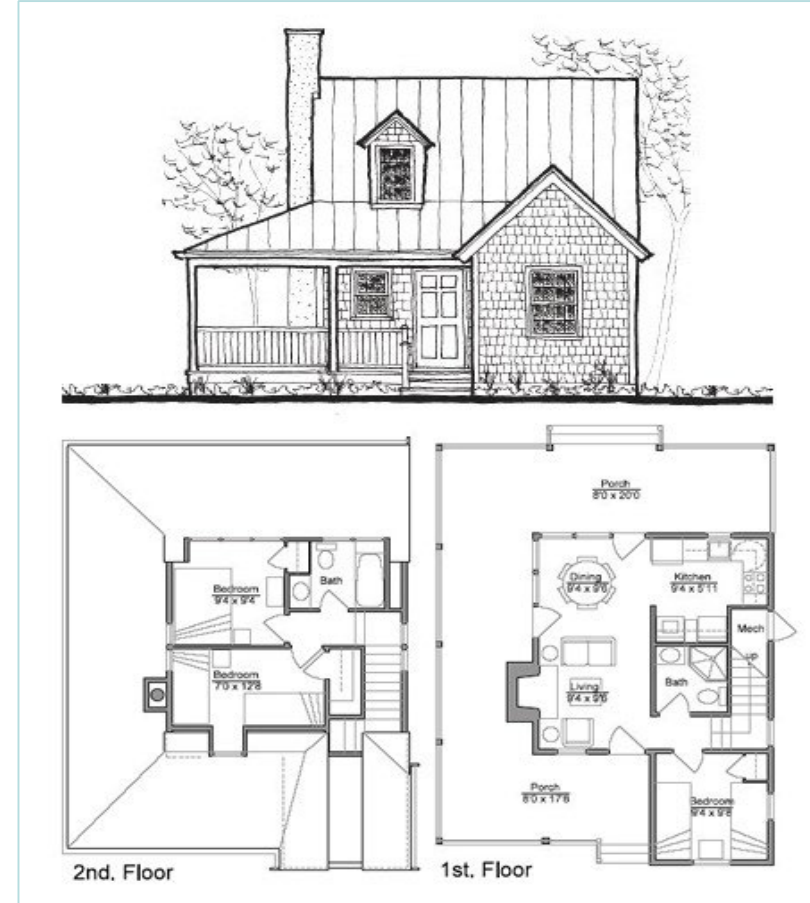 Bedroom
9'4 x 9'4
Bath
Bedroom
7'0 x 12'6
2nd. Floor
Porch
8'0 x 20'0
Dining
9'4 x 9'6
Kitchen
9'4 x 5'11
Mech
UP
Bath
Living
9'4 x 9'6
Porch
8'0 x 17'6
Bedroom
9'4 x 9'8
1st. Floor